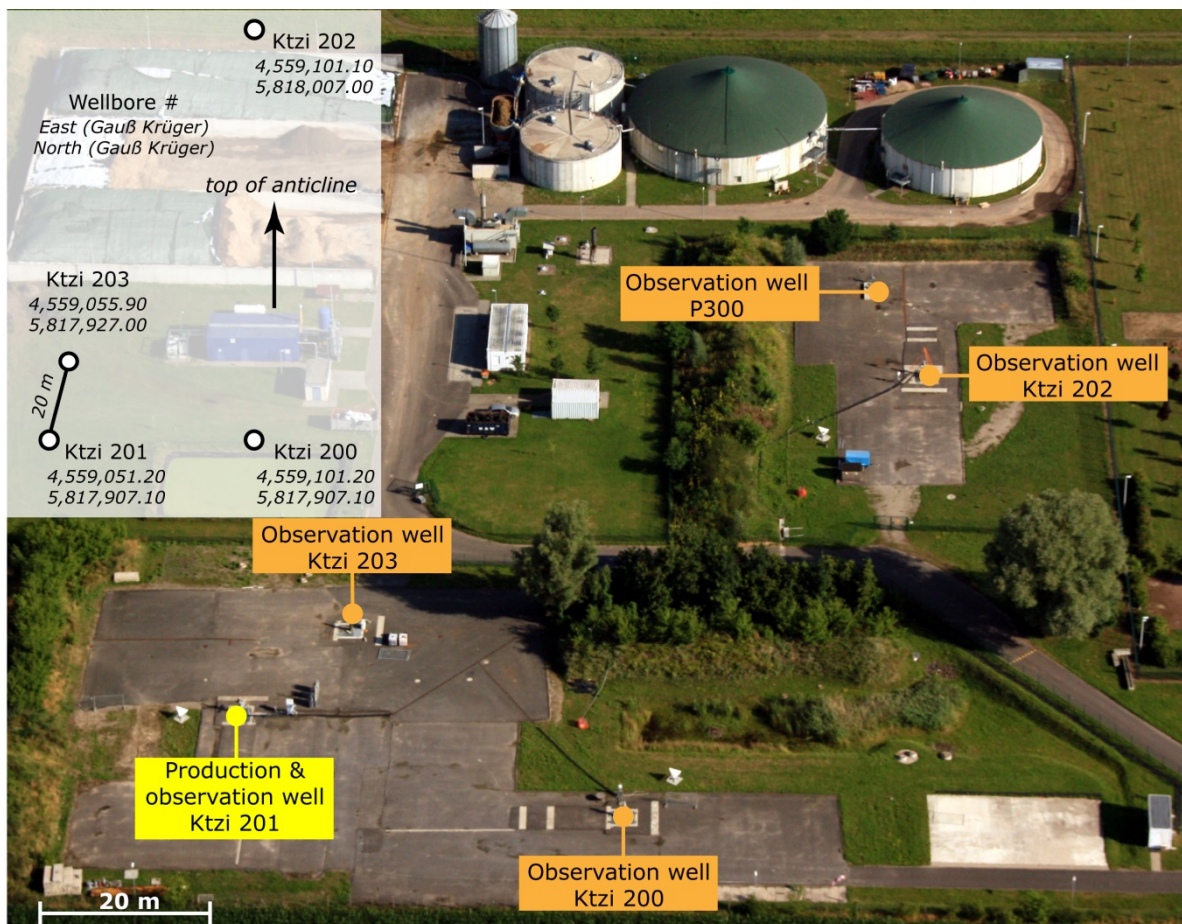 Ktzi 202
4,559,101.10
5,818,007.00
Wellbore #
East (Gauß Krüger)
North (Gauß Krüger)
top of anticline
Ktzi 203
4,559,055.90
5,817,927.00
20 m
Ktzi 201
4,559,051.20
5,817,907.10
Ktzi 200
4,559,101.20
5,817,907.10
Observation well
P300
Observation well
Ktzi 202
Observation well
Ktzi 203
Production &
observation well
Ktzi 201
Observation well
Ktzi 200
20 m